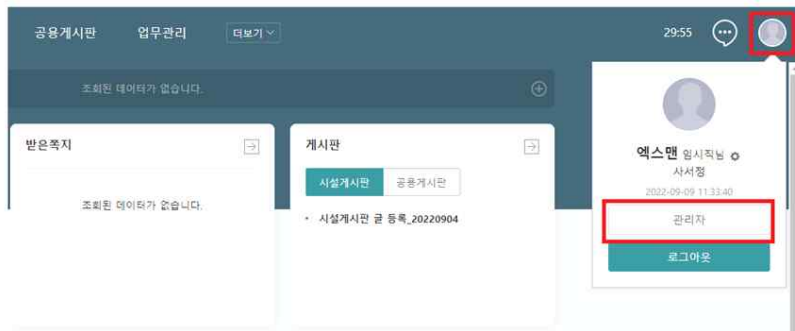 공용게시판 업무관리 더보기 29:55
조회된 데이터가 없습니다.
받은쪽지
조회된 데이터가 없습니다.
게시판
시설게시판 공용게시판
• 시설게시판 글 등록_20220904
엑스맨 임시직님
사서정
2022-09-09 11:33:40
관리자
로그아웃